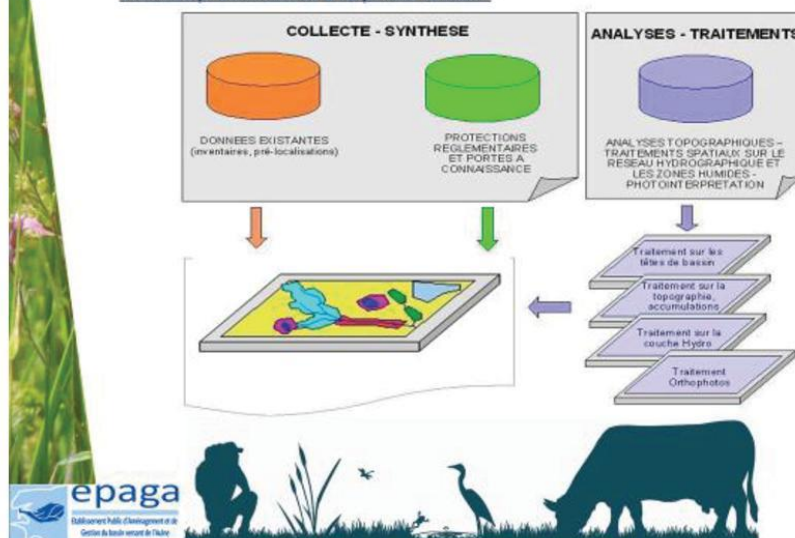 COLLECTE - SYNTHESE
DONNEES EXISTANTES
(inventaires, pré-localisations)
PROTECTIONS
REGLEMENTAIRES
ET PORTES A
CONNAISSANCE
ANALYSES - TRAITEMENTS
ANALYSES TOPOGRAPHIQUES –
TRAITEMENTS SPATIAUX SUR LE
RESEAU HYDROGRAPHIQUE ET
LES ZONES HUMIDES -
PHOTOINTERPRETATION
Traitement sur les
têtes de bassin
Traitement sur la
topographie,
accumulations
Traitement sur la
couche Hydro
Traitement
Orthophotos
epaga
Etablissement Public d'Aménagement et de
Gestion du bassin versant de l'Aulne